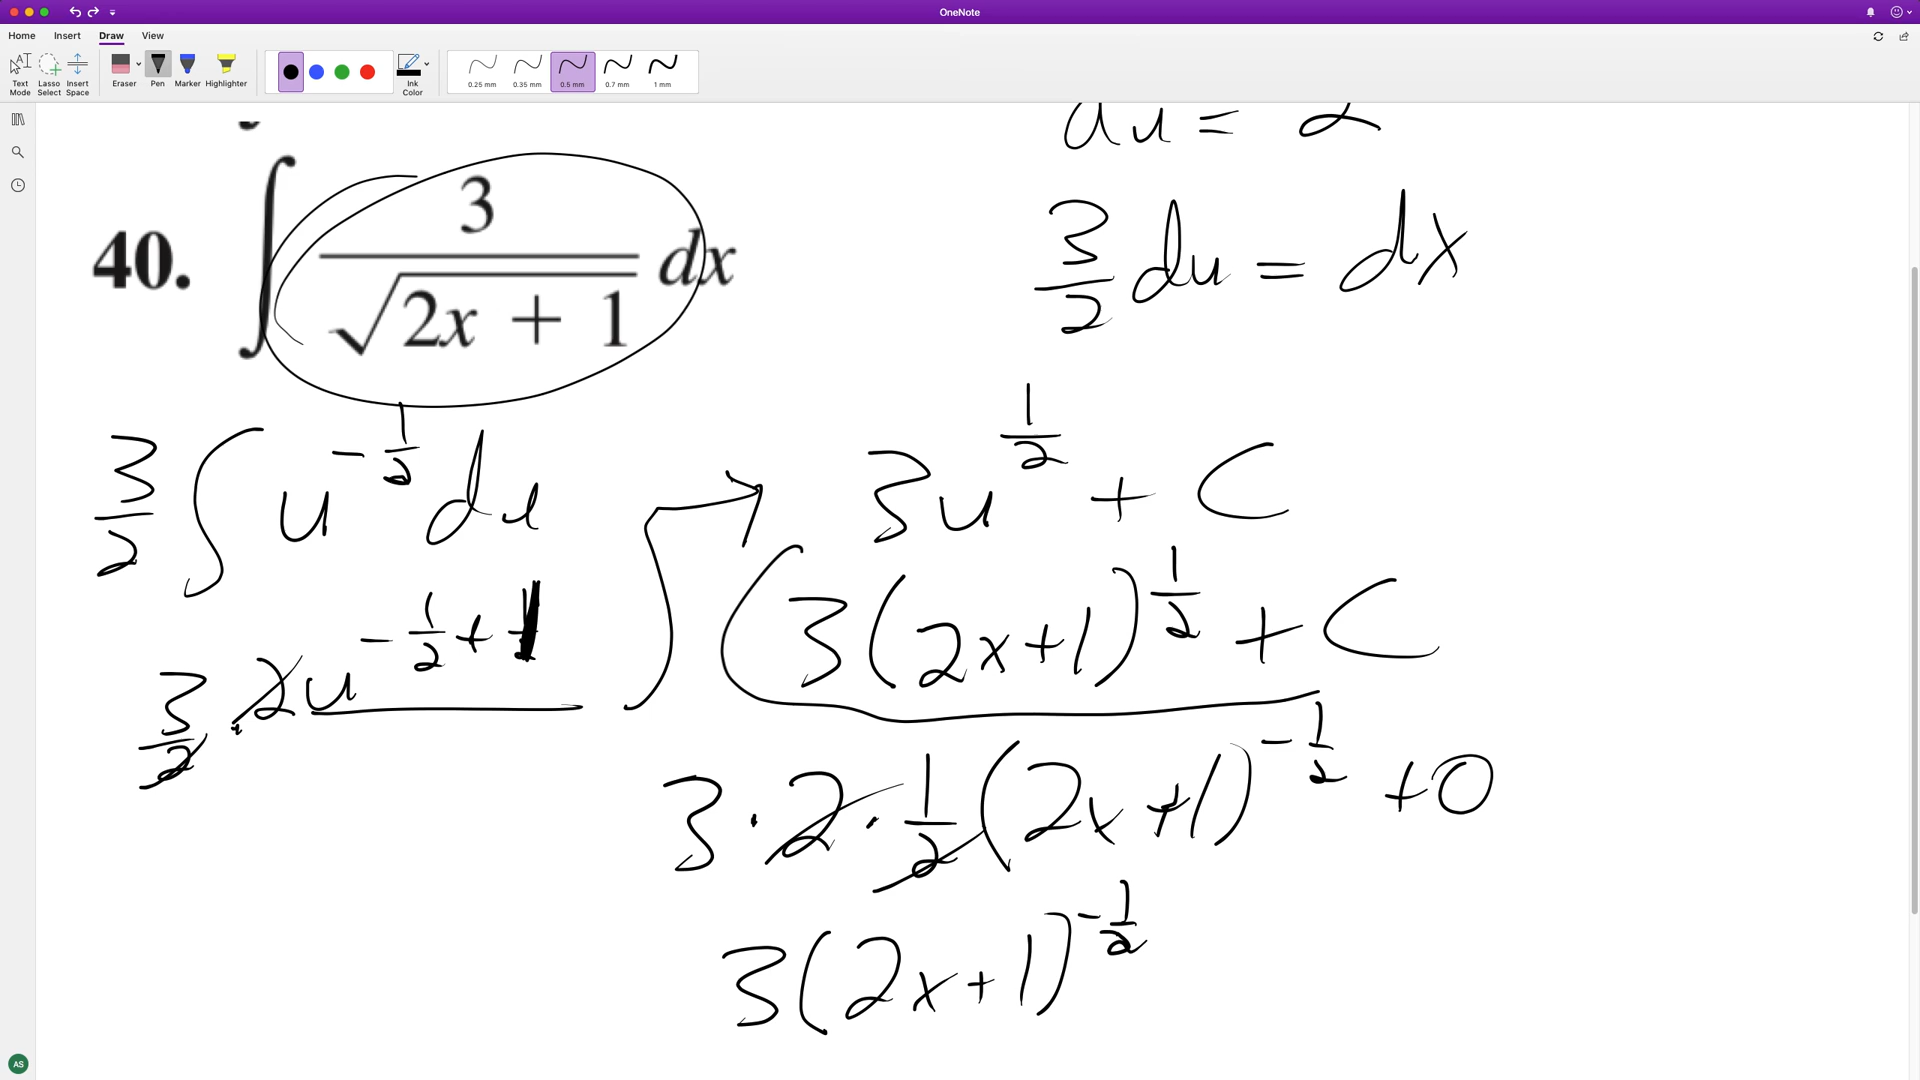 OneNote
Home Insert Draw View
Text Mode
Lasso Select
Insert Space
Eraser
Pen
Marker
Highlighter
Ink Color
0.25 mm
0.35 mm
0.5 mm
0.7 mm
1 mm
du = 2
40. ∫ 3/√(2x + 1) dx
3/2 du = dx
3/2 ∫ u^(-1/2) du
3u^(1/2) + C
3/2 · 2u^(-1/2 + 1)
3(2x+1)^(1/2) + C
3 · 2 · 1/2 (2x+1)^(-1/2) + 0
3(2x+1)^(-1/2)
AS